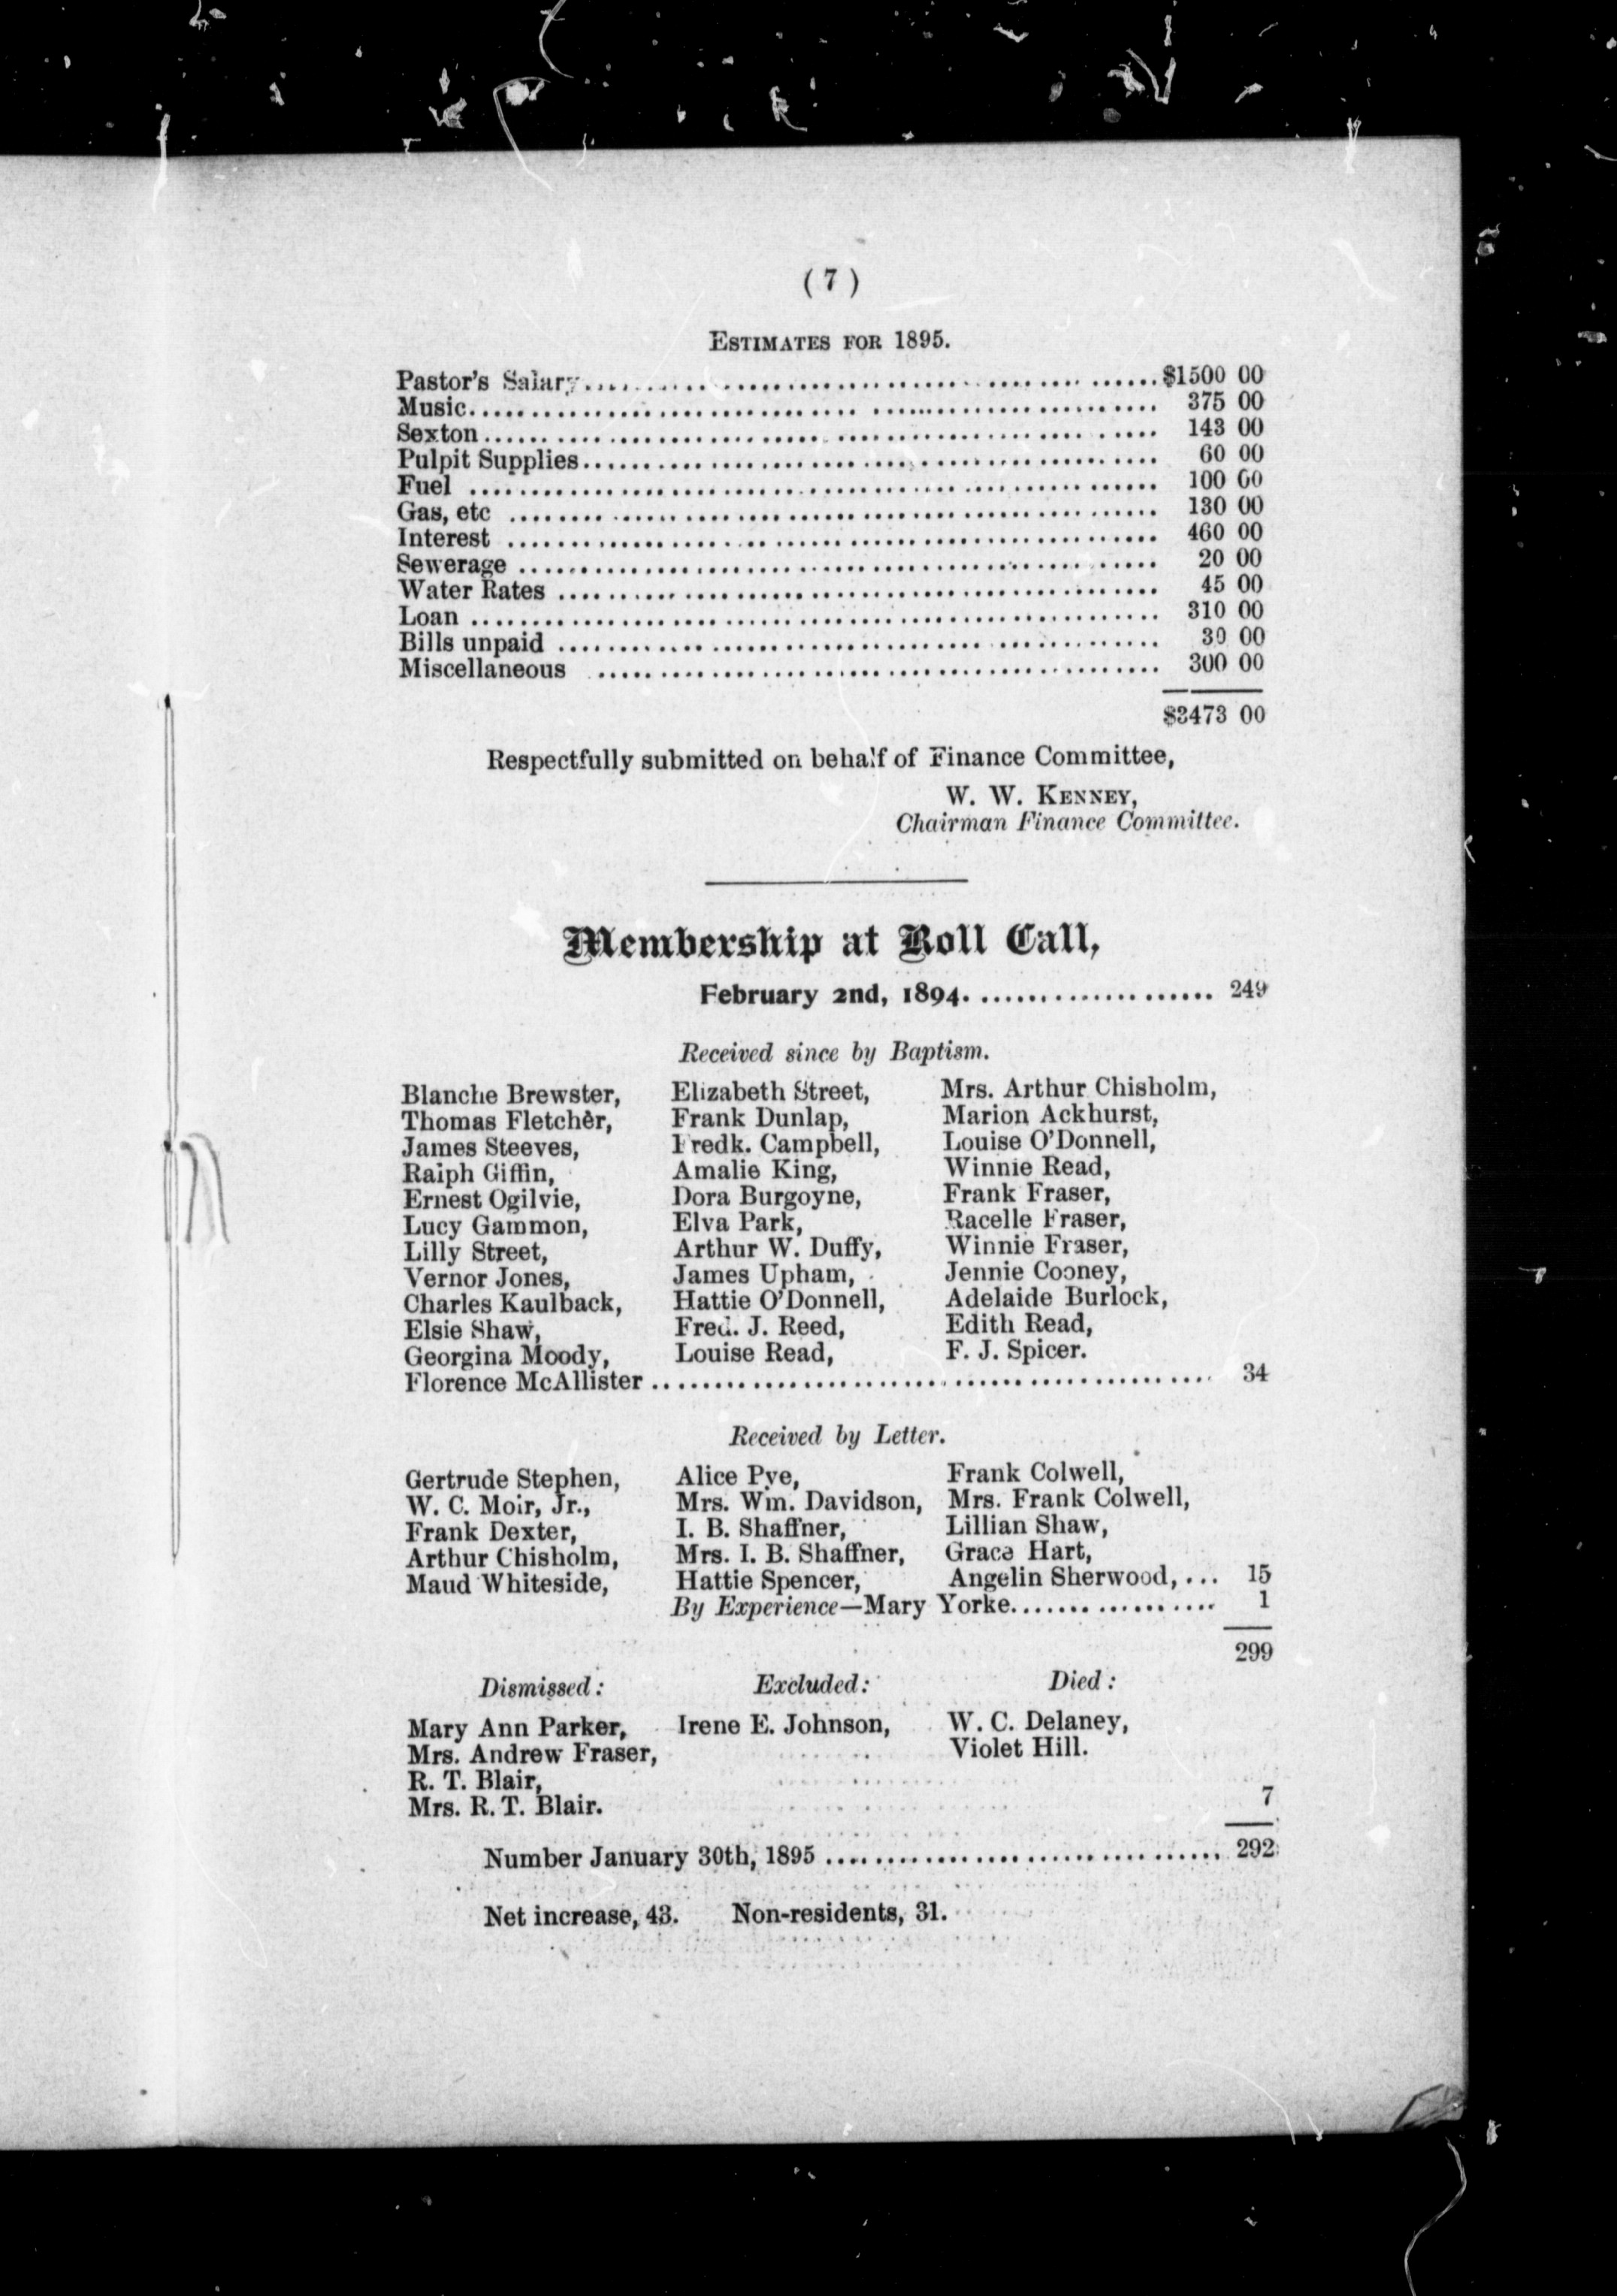 ( 7 )
ESTIMATES FOR 1895.
Pastor's Salary........................................ $1500 00
Music........................................ 375 00
Sexton........................................ 143 00
Pulpit Supplies........................................ 60 00
Fuel ........................................ 100 00
Gas, etc ........................................ 130 00
Interest ........................................ 460 00
Sewerage ........................................ 20 00
Water Rates ........................................ 45 00
Loan ........................................ 310 00
Bills unpaid ........................................ 30 00
Miscellaneous ........................................ 300 00
$3473 00
Respectfully submitted on behalf of Finance Committee,
W. W. KENNEY,
Chairman Finance Committee.
Membership at Roll Call,
February 2nd, 1894. .................... 249
Received since by Baptism.
Blanche Brewster, Elizabeth Street, Mrs. Arthur Chisholm,
Thomas Fletcher, Frank Dunlap, Marion Ackhurst,
James Steeves, Fredk. Campbell, Louise O'Donnell,
Ralph Giffin, Amalie King, Winnie Read,
Ernest Ogilvie, Dora Burgoyne, Frank Fraser,
Lucy Gammon, Elva Park, Racelle Fraser,
Lilly Street, Arthur W. Duffy, Winnie Fraser,
Vernor Jones, James Upham, Jennie Cooney,
Charles Kaulback, Hattie O'Donnell, Adelaide Burlock,
Elsie Shaw, Fred. J. Reed, Edith Read,
Georgina Moody, Louise Read, F. J. Spicer.
Florence McAllister ........................................ 34
Received by Letter.
Gertrude Stephen, Alice Pye, Frank Colwell,
W. C. Moir, Jr., Mrs. Wm. Davidson, Mrs. Frank Colwell,
Frank Dexter, I. B. Shaffner, Lillian Shaw,
Arthur Chisholm, Mrs. I. B. Shaffner, Grace Hart,
Maud Whiteside, Hattie Spencer, Angelin Sherwood, ... 15
By Experience—Mary Yorke.................. 1
299
Dismissed: Excluded: Died:
Mary Ann Parker, Irene E. Johnson, W. C. Delaney,
Mrs. Andrew Fraser, Violet Hill.
R. T. Blair,
Mrs. R. T. Blair. 7
Number January 30th, 1895 ................................ 292
Net increase, 43. Non-residents, 31.